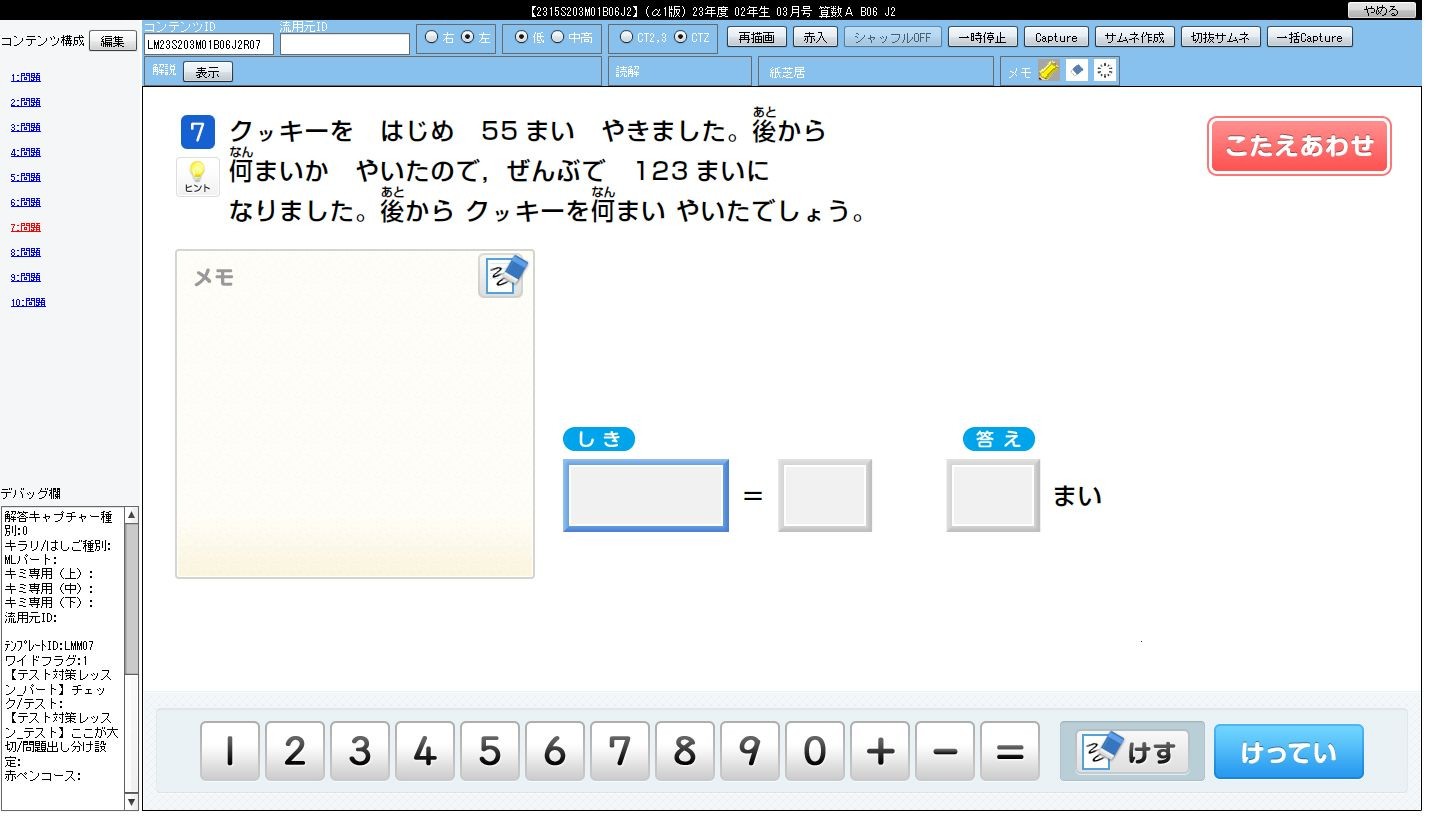 【2315S203M01B06J2】(α1版) 23年度 02年生 03月号 算数A B06 J2
やめる
コンテンツ構成
編集
コンテンツID
LM23S203M01B06J2R07
流用元ID
右 左
低 中高
CT2,3 CTZ
再描画
赤入
シャッフルOFF
一時停止
Capture
サムネ作成
切抜サムネ
一括Capture
解説
表示
読解
紙芝居
メモ
1:問題
2:問題
3:問題
4:問題
5:問題
6:問題
7:問題
8:問題
9:問題
10:問題
7
あと
クッキーを はじめ 55まい やきました。後から
ヒント
なん
何まいか やいたので,ぜんぶで 123まいに
あと なん
なりました。後から クッキーを何まい やいたでしょう。
こたえあわせ
メモ
しき
=
答え
まい
デバッグ欄
解答キャプチャー種
別:0
キラリ/はしご種別:
MLパート:
キミ専用(上):
キミ専用(中):
キミ専用(下):
流用元ID:
テンプレートID:LMM07
ワイドフラグ:1
【テスト対策レッス
ン_パート】チェッ
ク/テスト:
【テスト対策レッス
ン_テスト】ここが大
切/問題出し分け設
定:
赤ペンコース:
1 2 3 4 5 6 7 8 9 0 + − =
けす
けってい